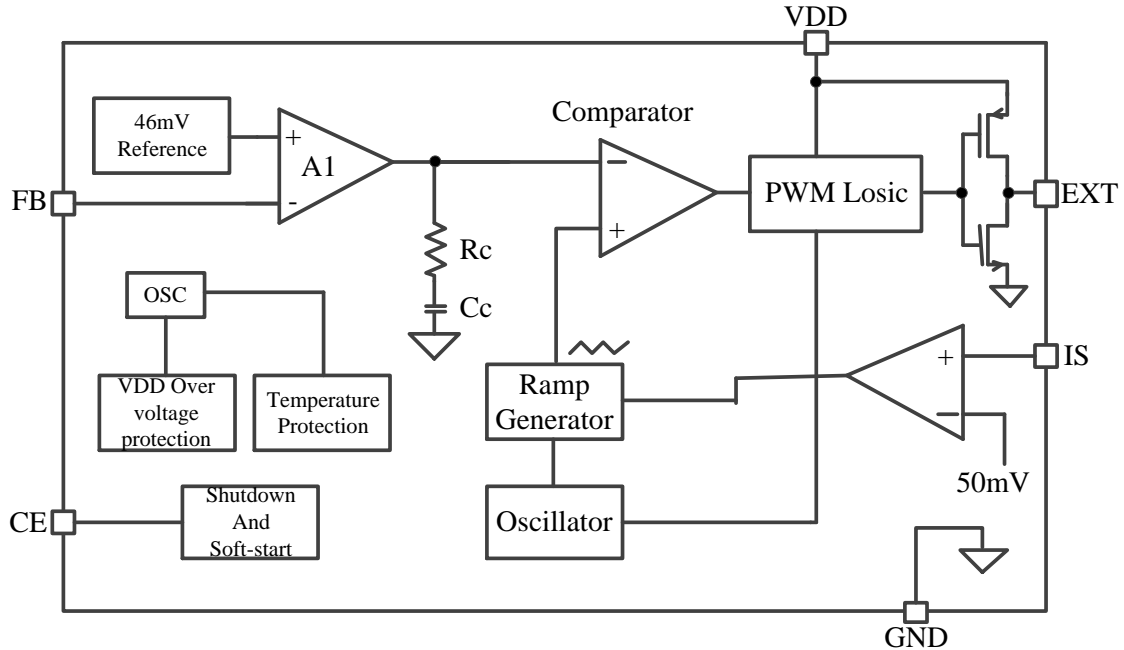 VDD
46mV
Reference
+
A1
-
Comparator
−
+
PWM Losic
FB
EXT
Rc
Cc
OSC
VDD Over
voltage
protection
Temperature
Protection
Ramp
Generator
+
−
IS
50mV
CE
Shutdown
And
Soft-start
Oscillator
GND